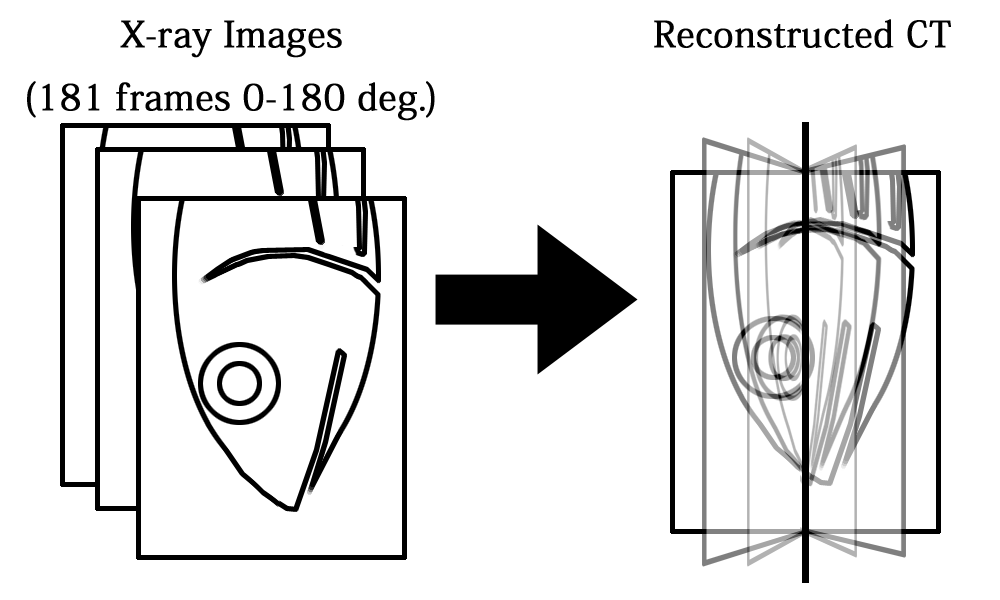 X-ray Images
(181 frames 0-180 deg.)
Reconstructed CT